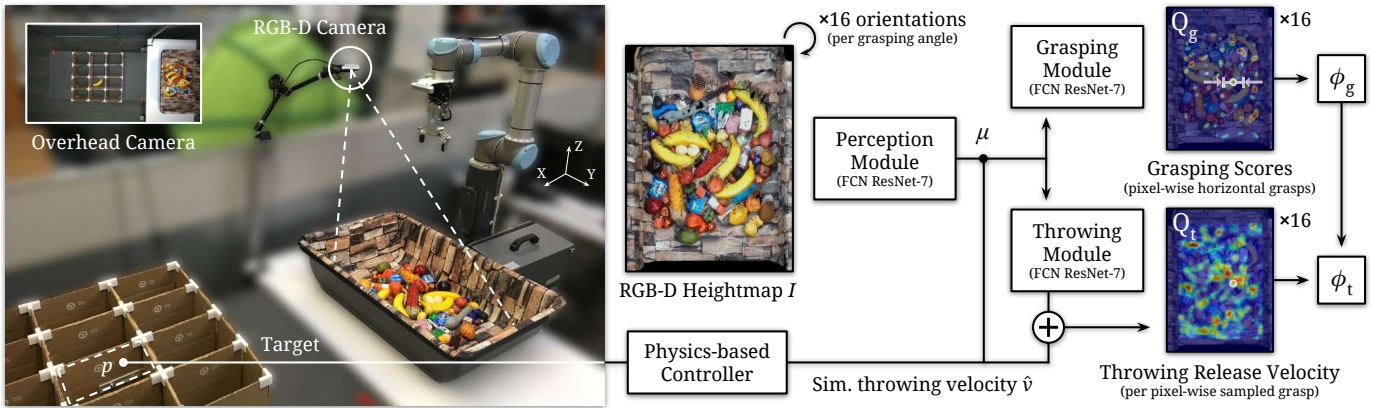 RGB-D Camera
Overhead Camera
Z
X
Y
Target
p
×16 orientations
(per grasping angle)
RGB-D Heightmap I
Perception
Module
(FCN ResNet-7)
μ
Grasping
Module
(FCN ResNet-7)
Throwing
Module
(FCN ResNet-7)
Physics-based
Controller
Sim. throwing velocity v̂
Q_g
×16
Grasping Scores
(pixel-wise horizontal grasps)
Q_t
×16
Throwing Release Velocity
(per pixel-wise sampled grasp)
ϕ_g
ϕ_t